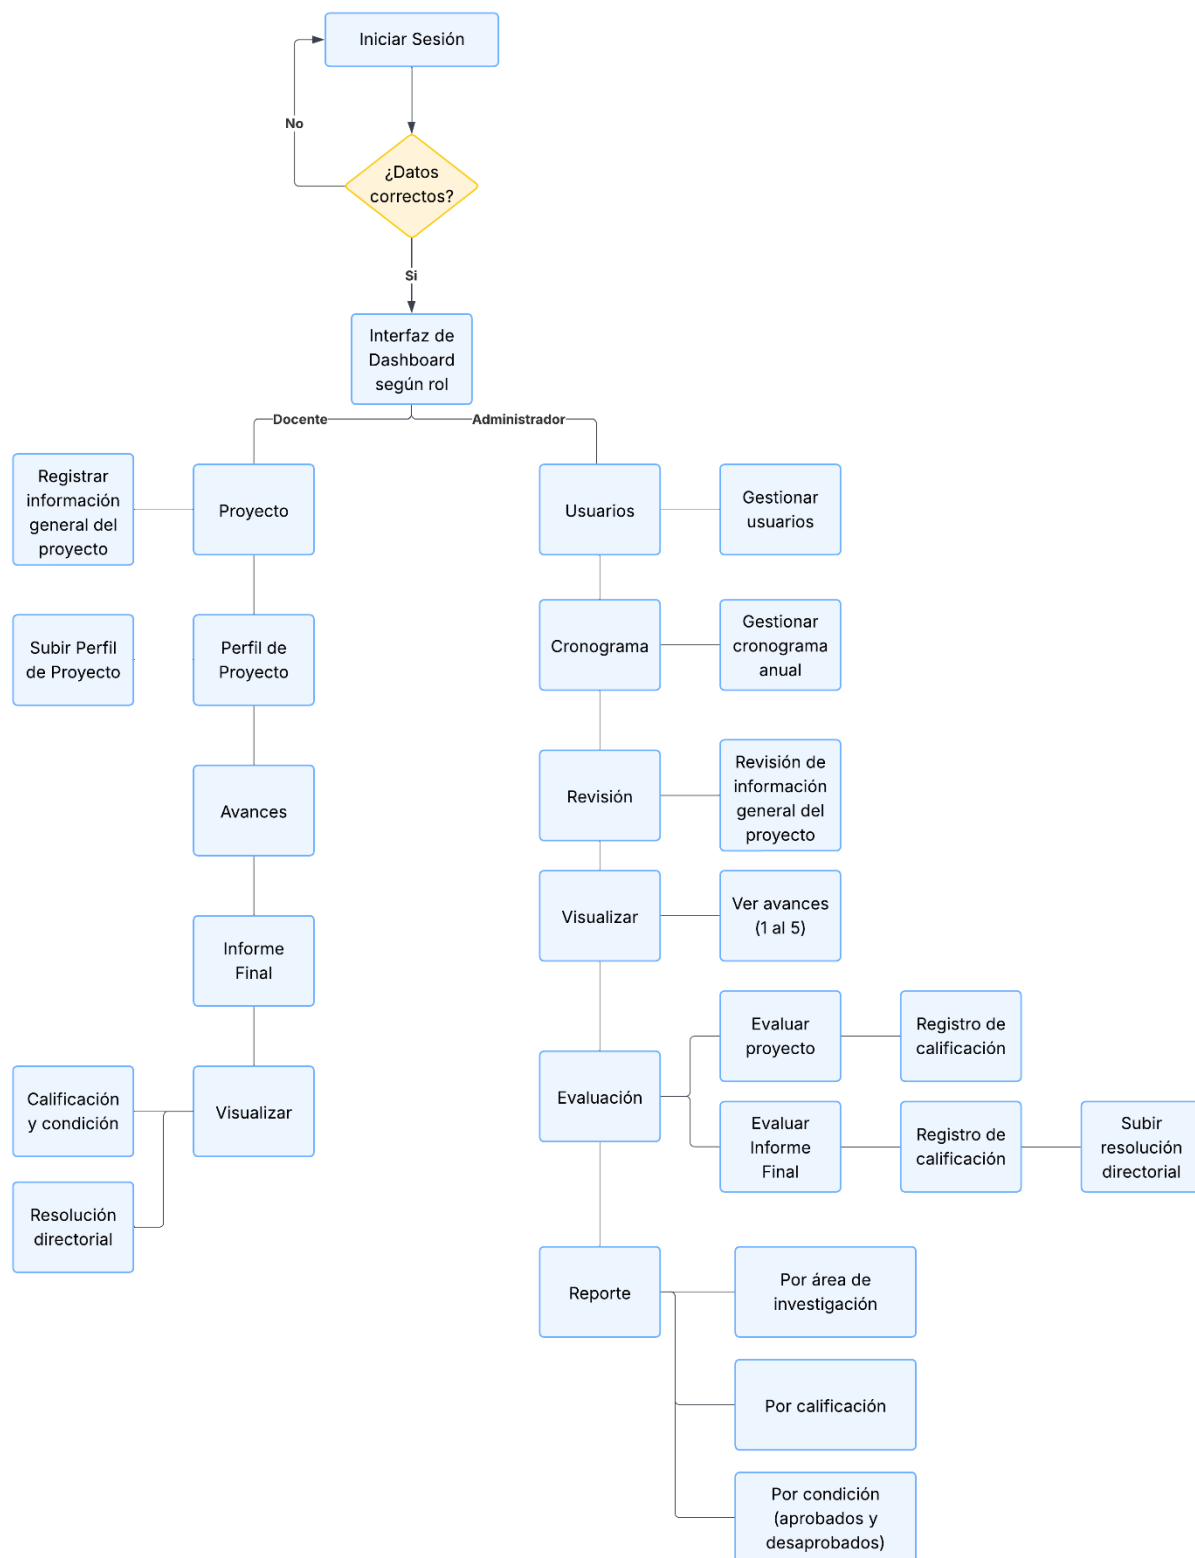 Iniciar Sesión
No
¿Datos
correctos?
Si
Interfaz de
Dashboard
según rol
Docente
Administrador
Registrar
información
general del
proyecto
Proyecto
Usuarios
Gestionar
usuarios
Subir Perfil
de Proyecto
Perfil de
Proyecto
Cronograma
Gestionar
cronograma
anual
Avances
Revisión
Revisión de
información
general del
proyecto
Informe
Final
Visualizar
Ver avances
(1 al 5)
Calificación
y condición
Visualizar
Resolución
directorial
Evaluación
Evaluar
proyecto
Registro de
calificación
Evaluar
Informe
Final
Registro de
calificación
Subir
resolución
directorial
Reporte
Por área de
investigación
Por calificación
Por condición
(aprobados y
desaprobados)